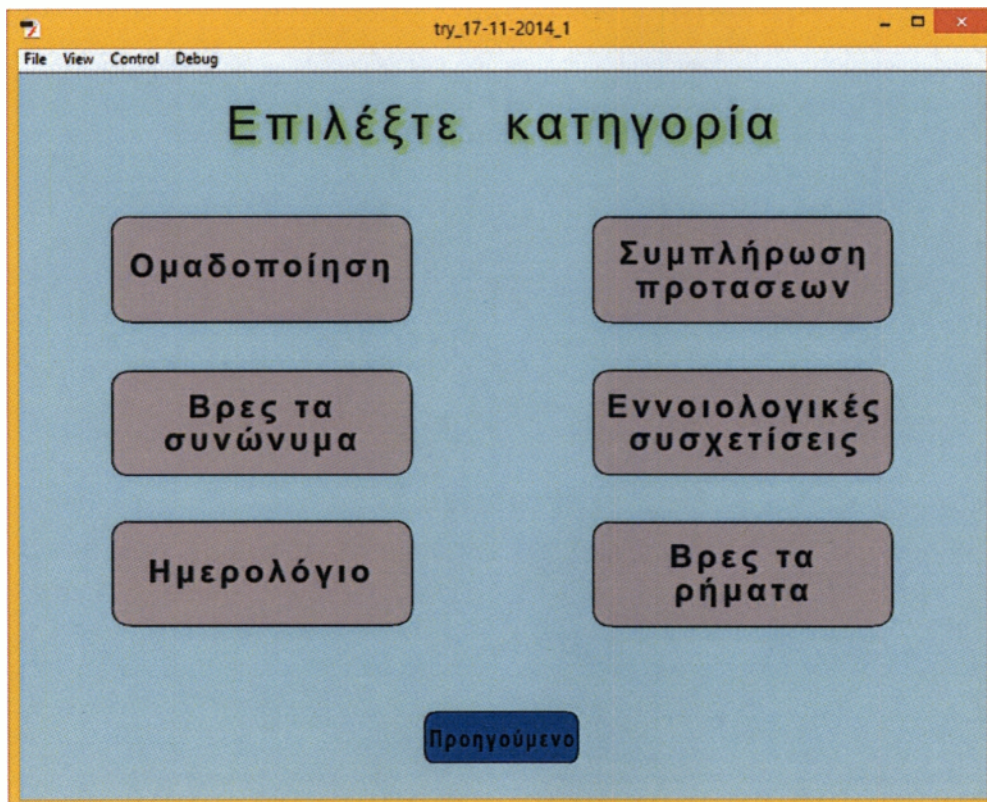 try_17-11-2014_1
File View Control Debug
Επιλέξτε κατηγορία
Ομαδοποίηση
Συμπλήρωση
προτασεων
Βρες τα
συνώνυμα
Εννοιολογικές
συσχετίσεις
Ημερολόγιο
Βρες τα
ρήματα
Προηγούμενο